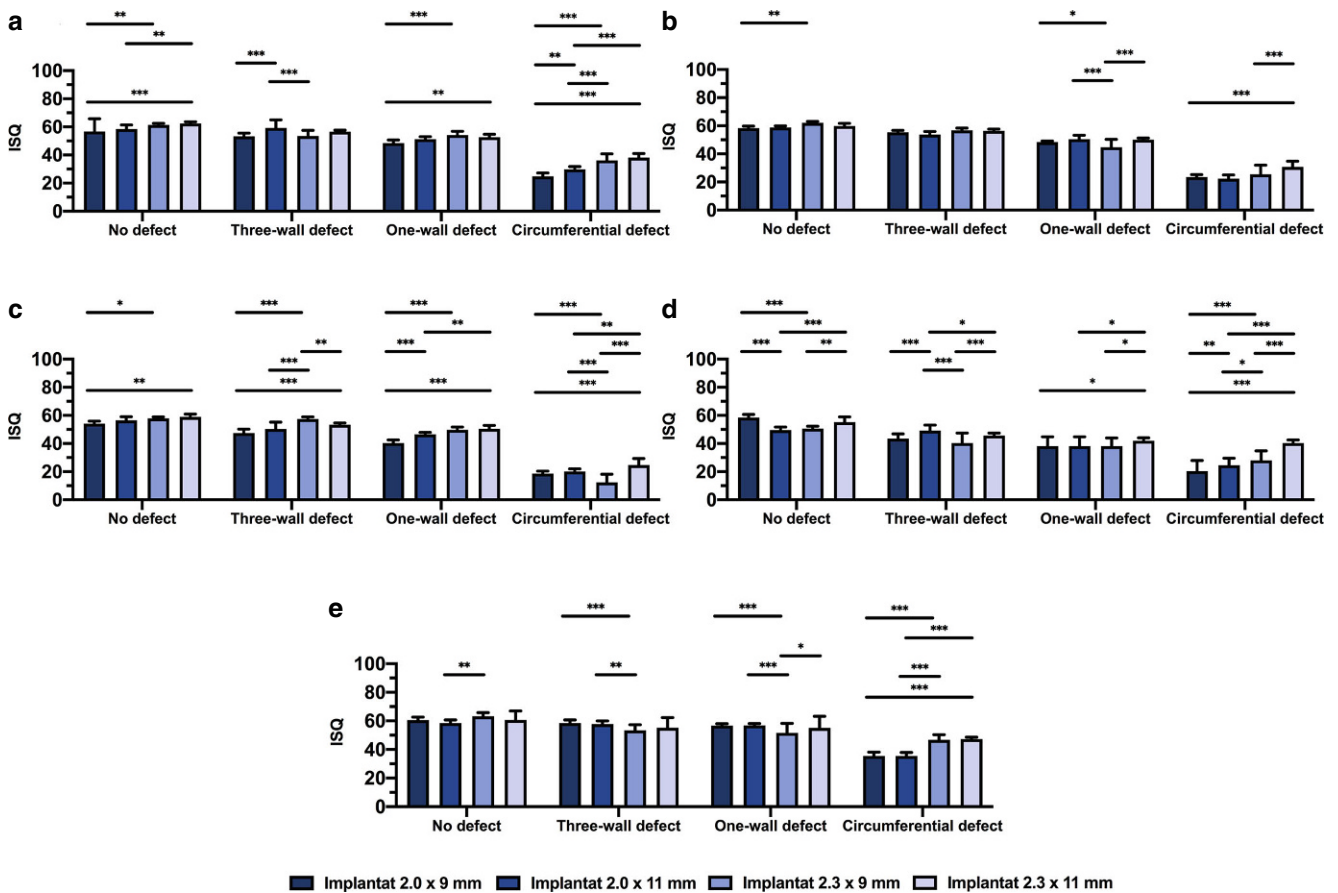 a
** *** ***
** ***
*** **
*** ***
*** ** ***
ISQ
100
80
60
40
20
0
No defect Three-wall defect One-wall defect Circumferential defect
b
** *
*** ***
***
***
ISQ
100
80
60
40
20
0
No defect Three-wall defect One-wall defect Circumferential defect
c
* *** *** ***
** **
** *** ***
*** ***
** *** *** ***
ISQ
100
80
60
40
20
0
No defect Three-wall defect One-wall defect Circumferential defect
d
*** ***
*** * * ***
*** ** *** *** * ** ***
*** *
* ***
ISQ
100
80
60
40
20
0
No defect Three-wall defect One-wall defect Circumferential defect
e
*** *** ***
***
*
** ** *** ***
***
ISQ
100
80
60
40
20
0
No defect Three-wall defect One-wall defect Circumferential defect
Implantat 2.0 x 9 mm Implantat 2.0 x 11 mm Implantat 2.3 x 9 mm Implantat 2.3 x 11 mm